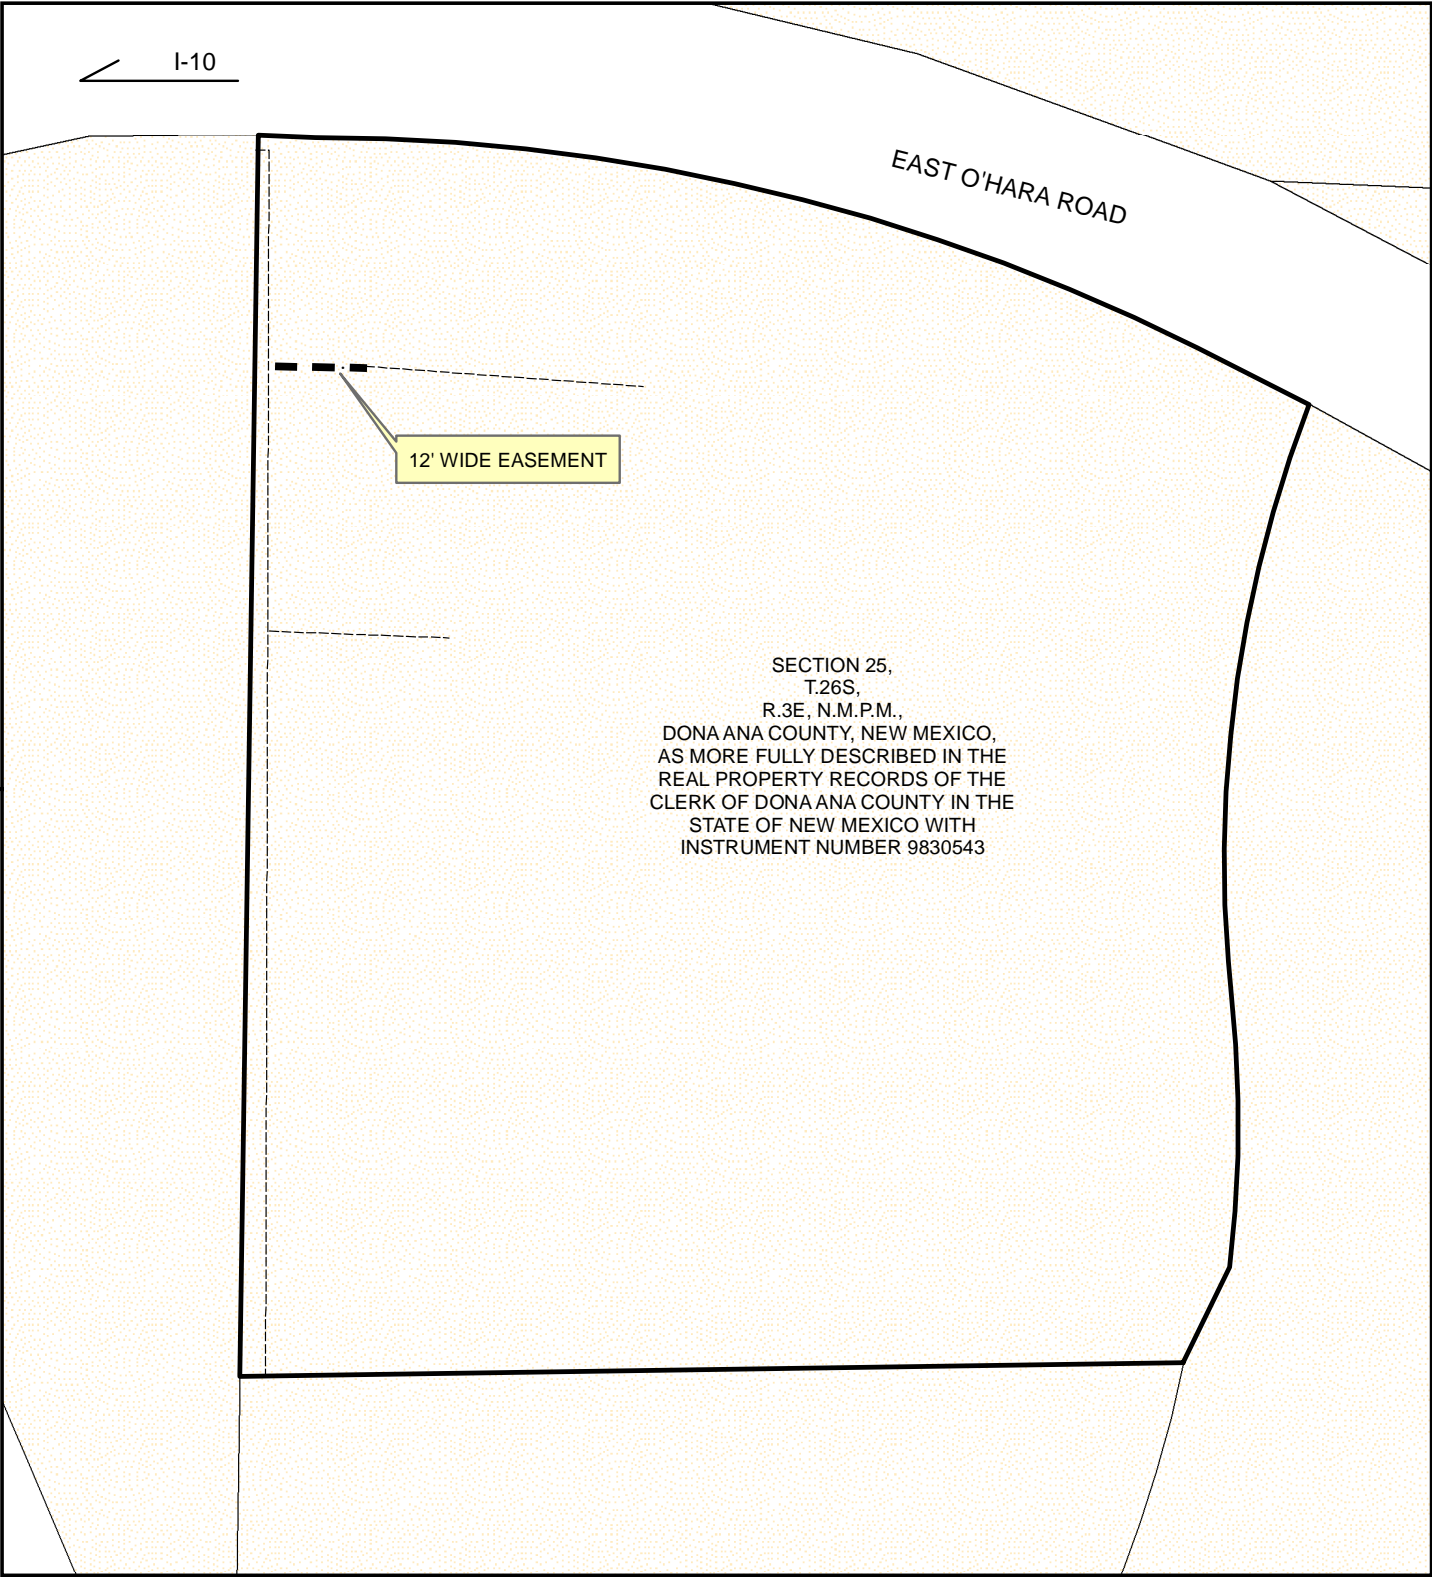 I-10
EAST O'HARA ROAD
12' WIDE EASEMENT
SECTION 25,
T.26S,
R.3E, N.M.P.M.,
DONA ANA COUNTY, NEW MEXICO,
AS MORE FULLY DESCRIBED IN THE
REAL PROPERTY RECORDS OF THE
CLERK OF DONA ANA COUNTY IN THE
STATE OF NEW MEXICO WITH
INSTRUMENT NUMBER 9830543